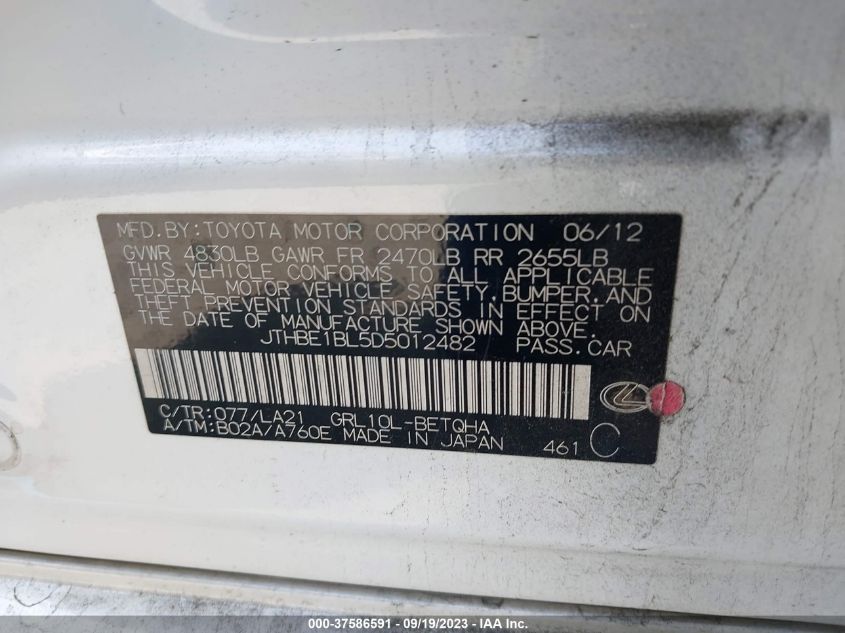 MFD.BY:TOYOTA MOTOR CORPORATION 06/12
GVWR 4830LB GAWR FR 2470LB RR 2655LB
THIS VEHICLE CONFORMS TO ALL APPLICABLE
FEDERAL MOTOR VEHICLE SAFETY,BUMPER,AND
THEFT PREVENTION STANDARDS IN EFFECT ON
THE DATE OF MANUFACTURE SHOWN ABOVE.
JTHBE1BL5D5012482 PASS.CAR
C/TR:077/LA21 GRL10L-BETQHA
A/TM:B02A/A760E MADE IN JAPAN 461 C
000-37586591 - 09/19/2023 - IAAI Inc.